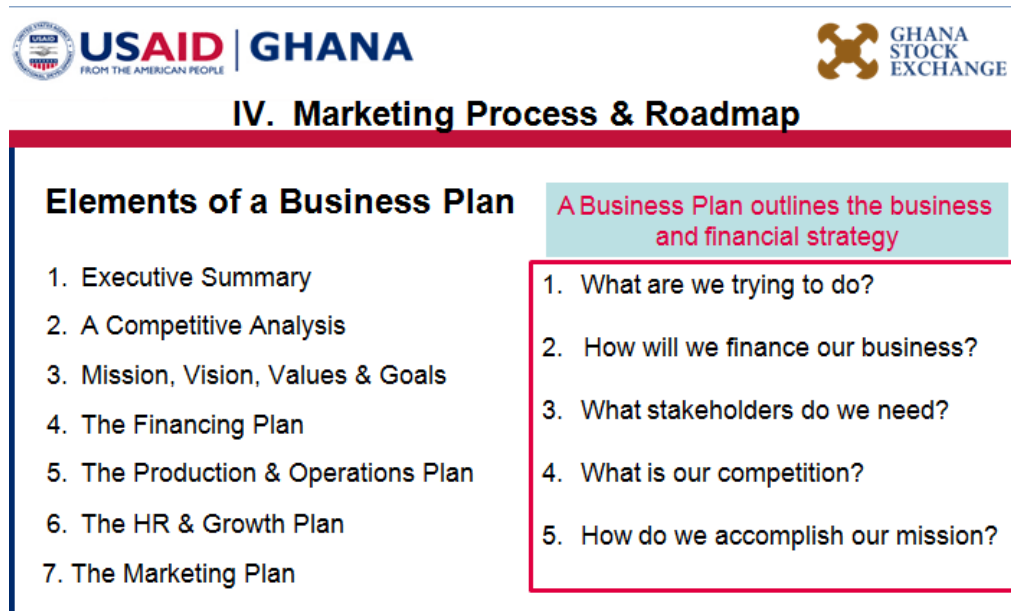 USAID | GHANA
FROM THE AMERICAN PEOPLE
GHANA
STOCK
EXCHANGE
IV. Marketing Process & Roadmap
Elements of a Business Plan
1. Executive Summary
2. A Competitive Analysis
3. Mission, Vision, Values & Goals
4. The Financing Plan
5. The Production & Operations Plan
6. The HR & Growth Plan
7. The Marketing Plan
A Business Plan outlines the business
and financial strategy
1. What are we trying to do?
2. How will we finance our business?
3. What stakeholders do we need?
4. What is our competition?
5. How do we accomplish our mission?